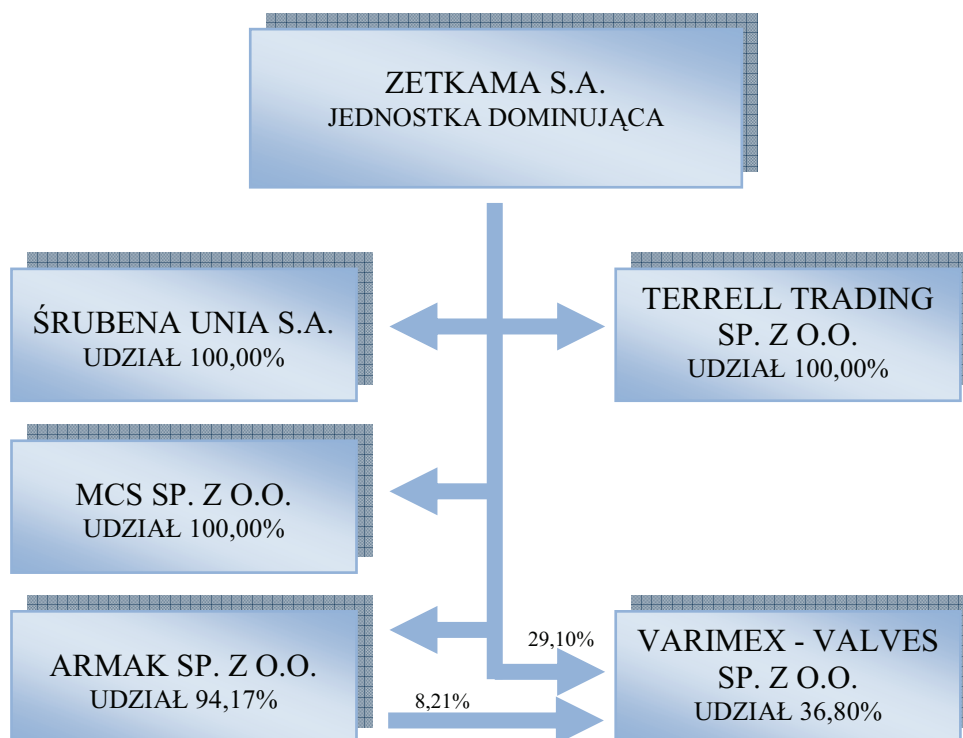 ZETKAMA S.A.
JEDNOSTKA DOMINUJĄCA
ŚRUBENA UNIA S.A.
UDZIAŁ 100,00%
TERRELL TRADING
SP. Z O.O.
UDZIAŁ 100,00%
MCS SP. Z O.O.
UDZIAŁ 100,00%
ARMAK SP. Z O.O.
UDZIAŁ 94,17%
29,10%
8,21%
VARIMEX - VALVES
SP. Z O.O.
UDZIAŁ 36,80%